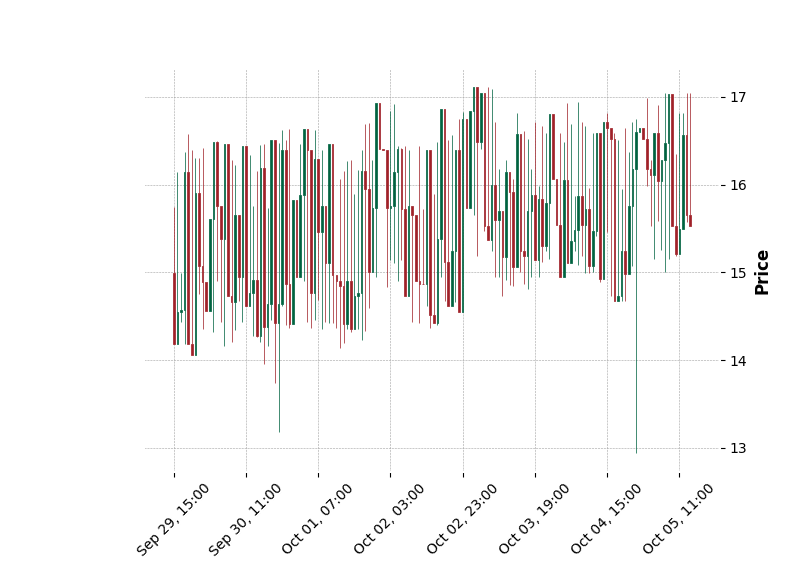 17
16
15
14
13
Price
Sep 29, 15:00
Sep 30, 11:00
Oct 01, 07:00
Oct 02, 03:00
Oct 02, 23:00
Oct 03, 19:00
Oct 04, 15:00
Oct 05, 11:00